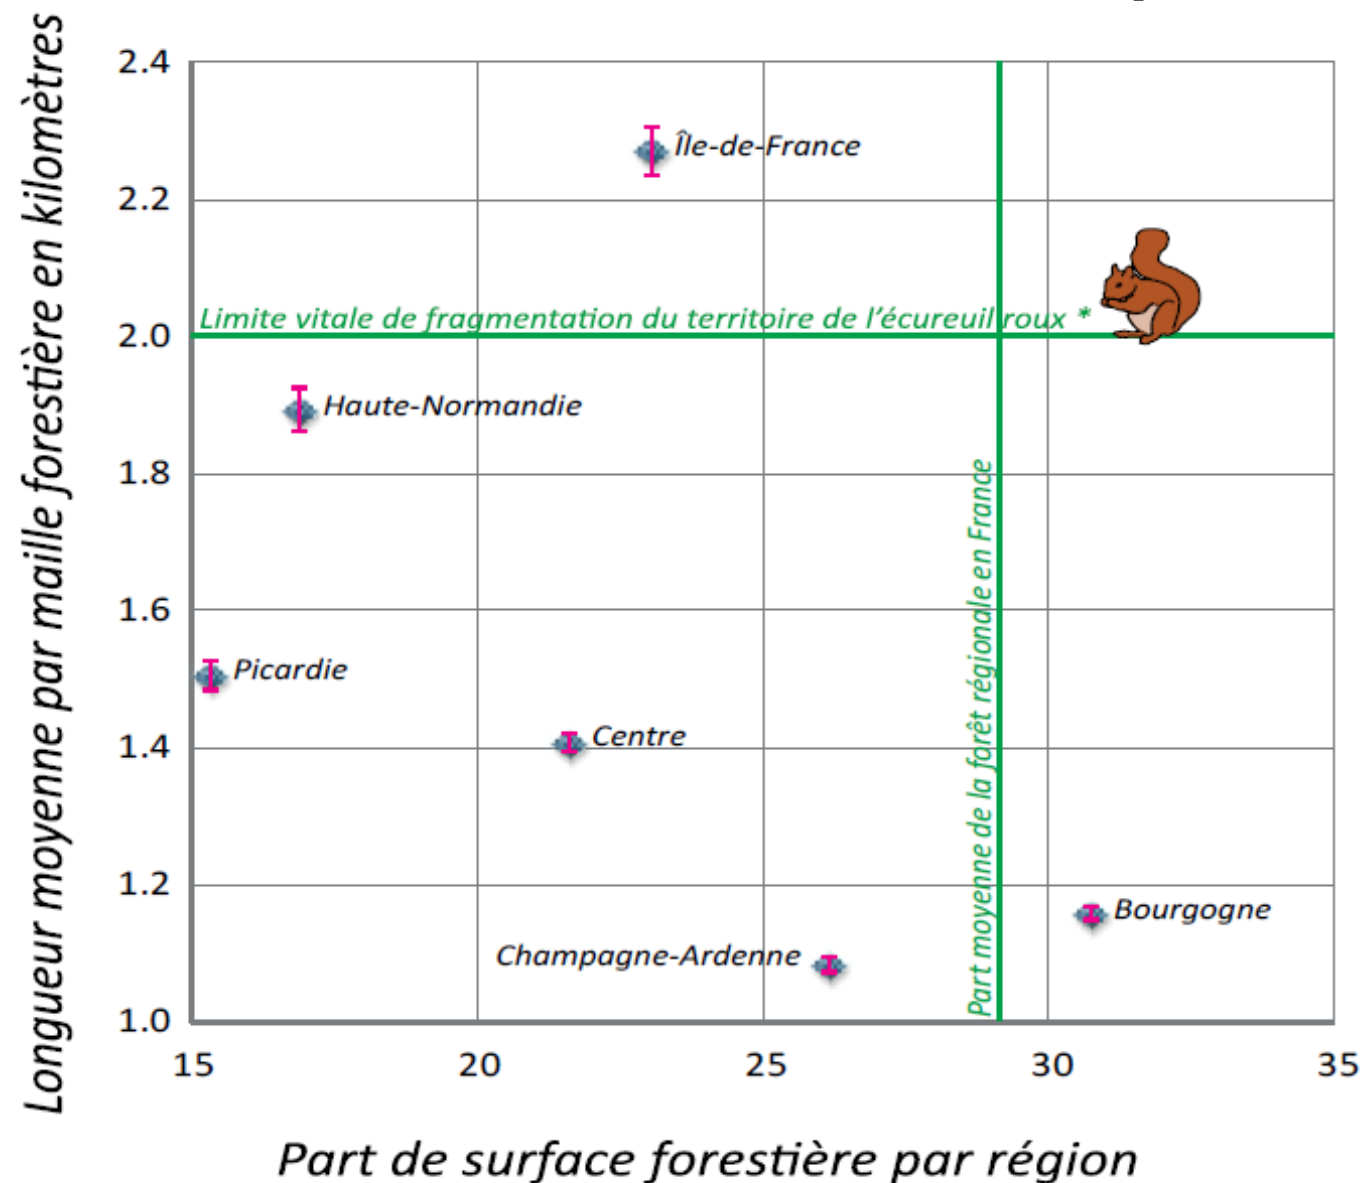 Longueur moyenne par maille forestière en kilomètres
2.4
2.2
2.0
1.8
1.6
1.4
1.2
1.0
Île-de-France
Limite vitale de fragmentation du territoire de l'écureuil roux *
Haute-Normandie
Part moyenne de la forêt régionale en France
Picardie
Centre
Bourgogne
Champagne-Ardenne
15 20 25 30 35
Part de surface forestière par région